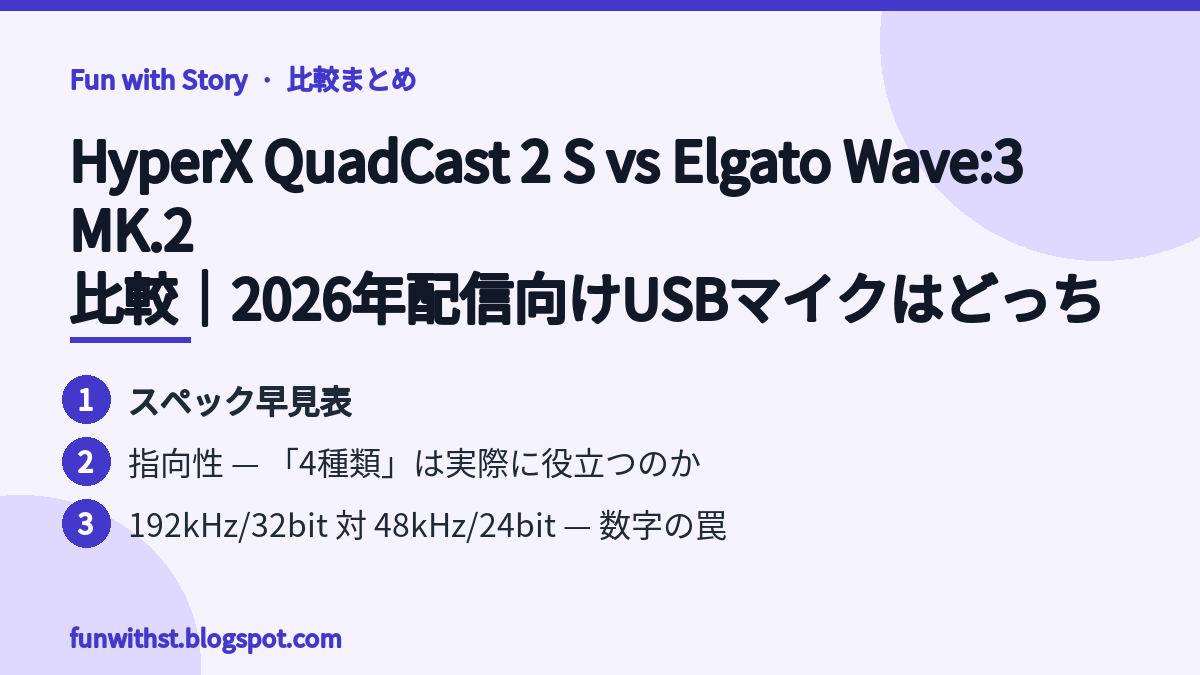 Fun with Story · 比較まとめ
HyperX QuadCast 2 S vs Elgato Wave:3
MK.2
比較｜2026年配信向けUSBマイクはどっち
1 スペック早見表
2 指向性 — 「4種類」は実際に役立つのか
3 192kHz/32bit 対 48kHz/24bit — 数字の罠
funwithst.blogspot.com